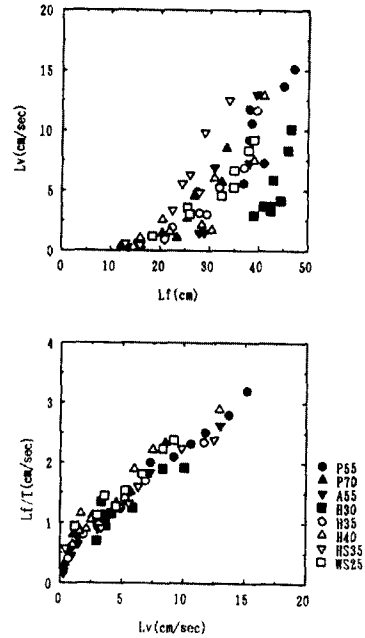 20
15
10
5
0
Lv(cm/sec)
0 10 20 30 40 50
Lf(cm)
4
3
2
1
0
Lf/T(cm/sec)
0 5 10 15 20
Lv(cm/sec)
P55
P70
A55
H30
H35
H40
HS35
WS25